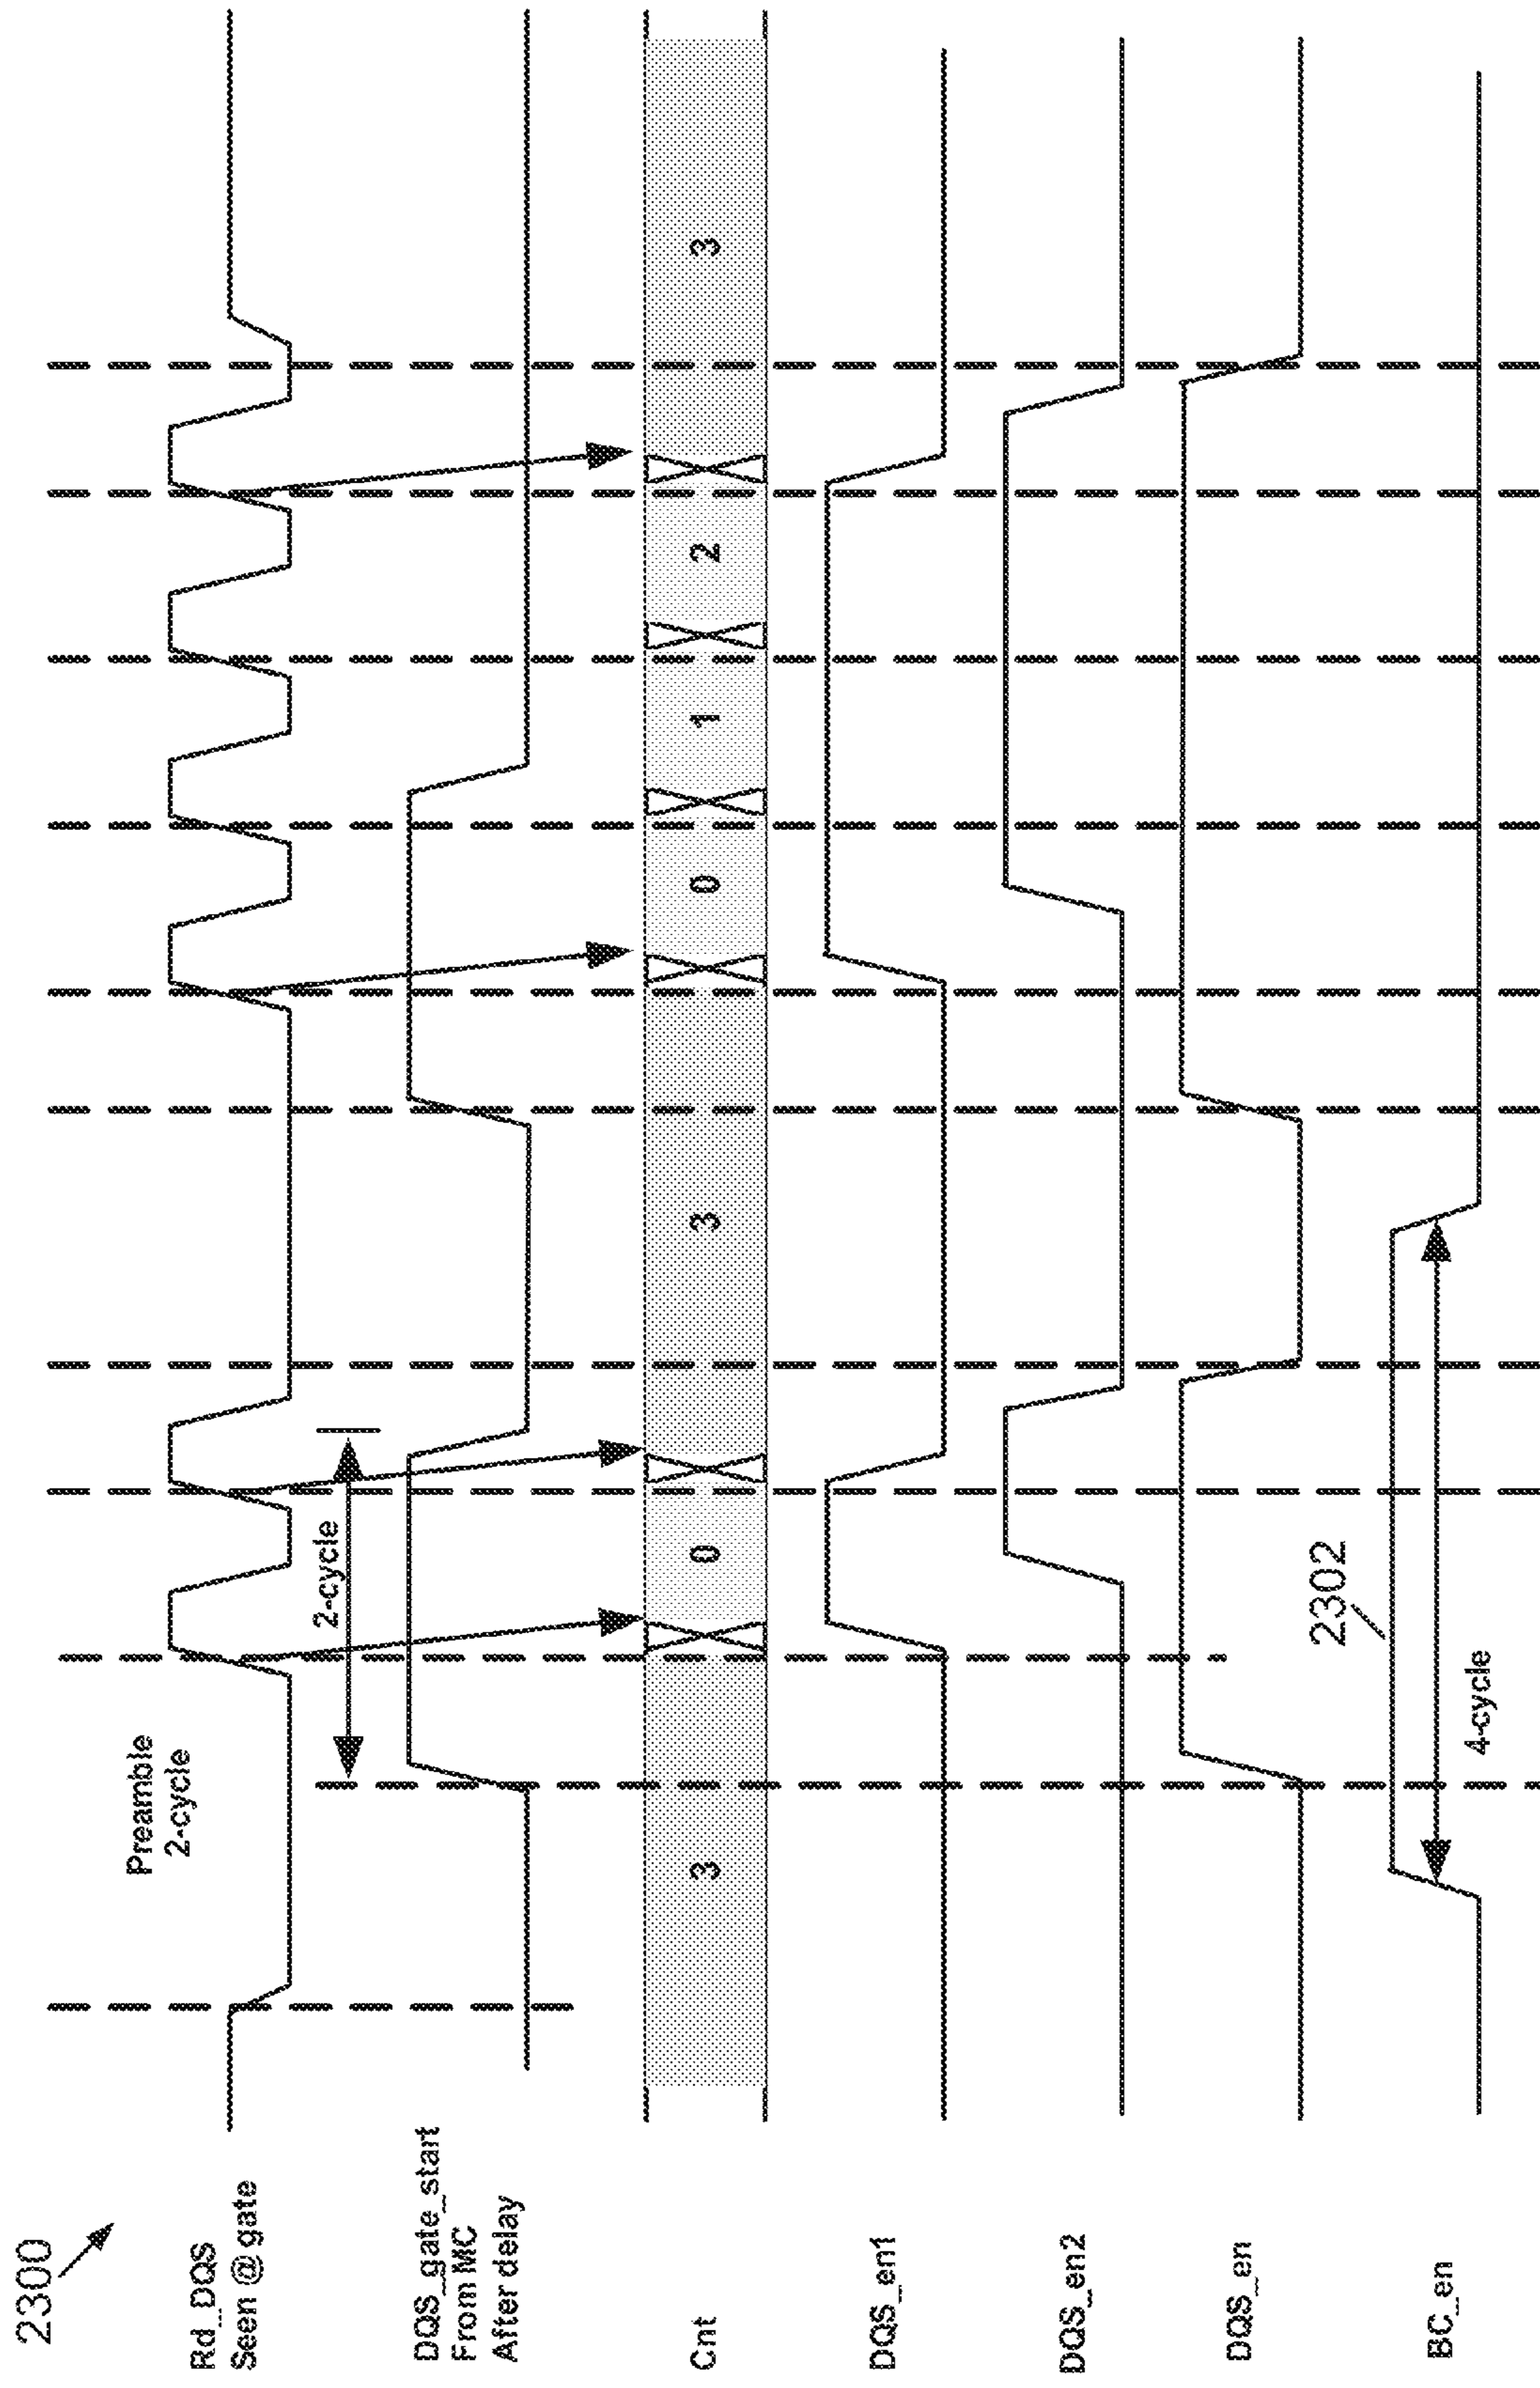 2300
Rd_DQS
Seen @ gate
Preamble
2-cycle
DQS_gate_start
From MC
After delay
2-cycle
Cnt
3
0
3
0
1
2
3
DQS_en1
DQS_en2
DQS_en
BC_en
2302
4-cycle